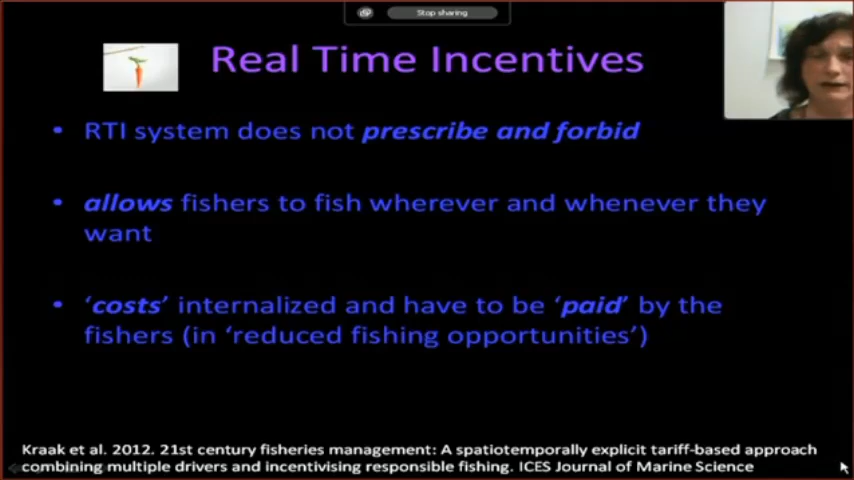 Stop sharing
Real Time Incentives
• RTI system does not prescribe and forbid
• allows fishers to fish wherever and whenever they
want
• ‘costs’ internalized and have to be ‘paid’ by the
fishers (in ‘reduced fishing opportunities’)
Kraak et al. 2012. 21st century fisheries management: A spatiotemporally explicit tariff-based approach
combining multiple drivers and incentivising responsible fishing. ICES Journal of Marine Science